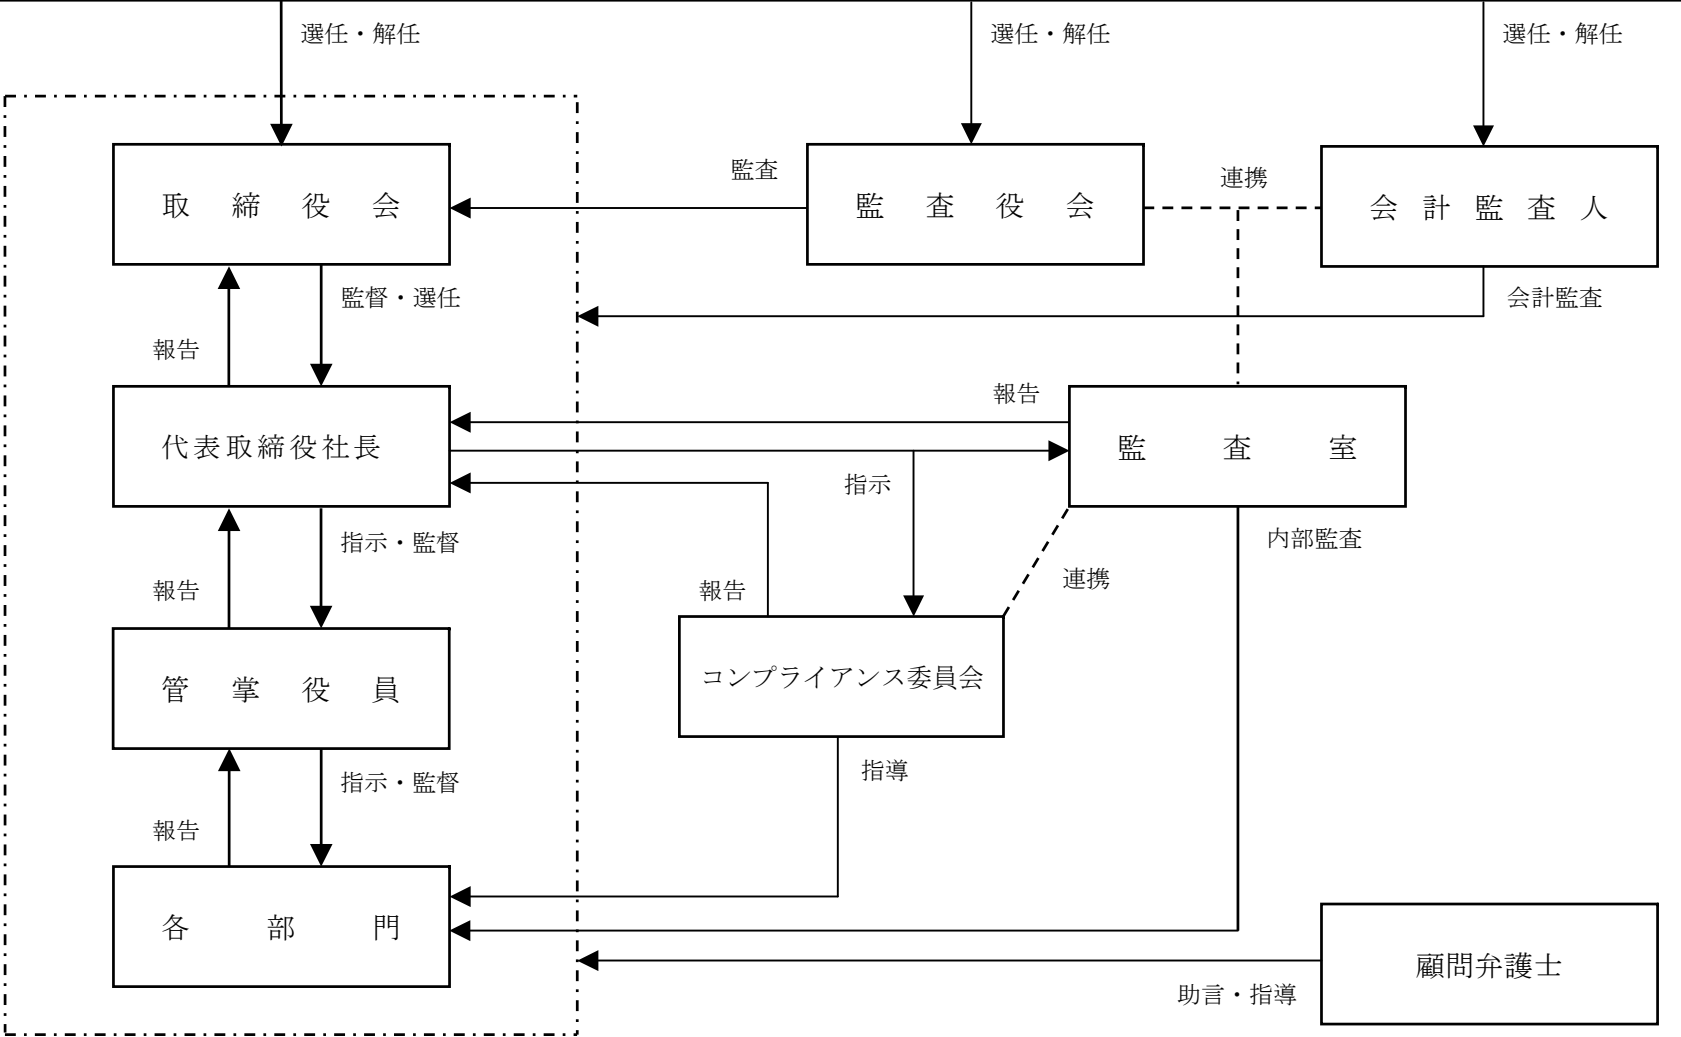 選任・解任
選任・解任
選任・解任
取締役会
監査
監査役会
連携
会計監査人
監督・選任
会計監査
報告
報告
代表取締役社長
監査室
指示
指示・監督
内部監査
報告
報告
連携
管掌役員
コンプライアンス委員会
指示・監督
指導
報告
各部門
顧問弁護士
助言・指導